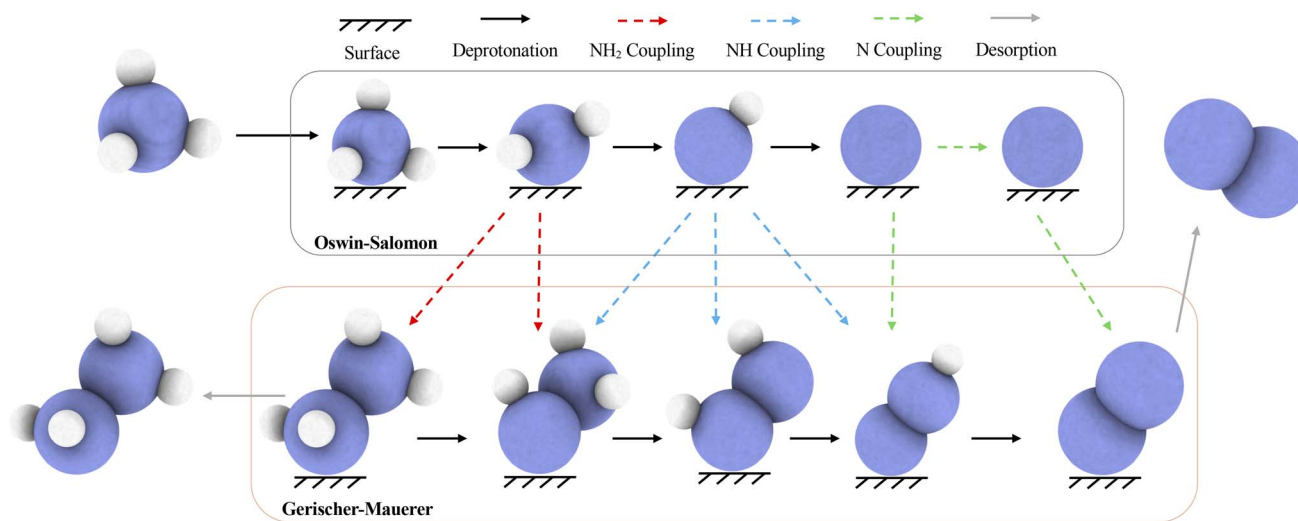 Surface
Deprotonation
NH₂ Coupling
NH Coupling
N Coupling
Desorption
Oswin-Salomon
Gerischer-Mauerer